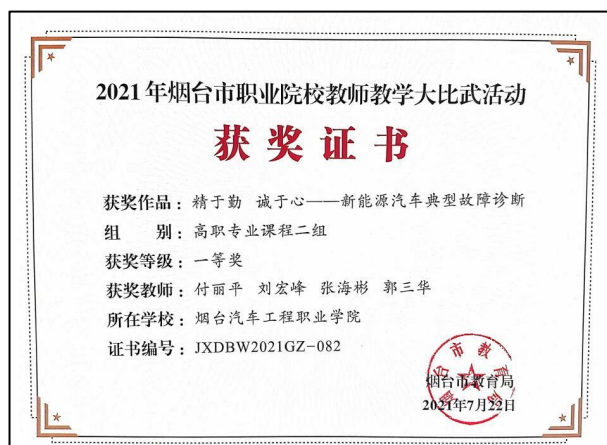 2021年烟台市职业院校教师教学大比武活动
获奖证书
获奖作品：精于勤 诚于心——新能源汽车典型故障诊断
组 别：高职专业课程二组
获奖等级：一等奖
获奖教师：付丽平 刘宏峰 张海彬 郭三华
所在学校：烟台汽车工程职业学院
证书编号：JXDBW2021GZ-082
烟台市教育局
烟台市教育局
2021年7月22日